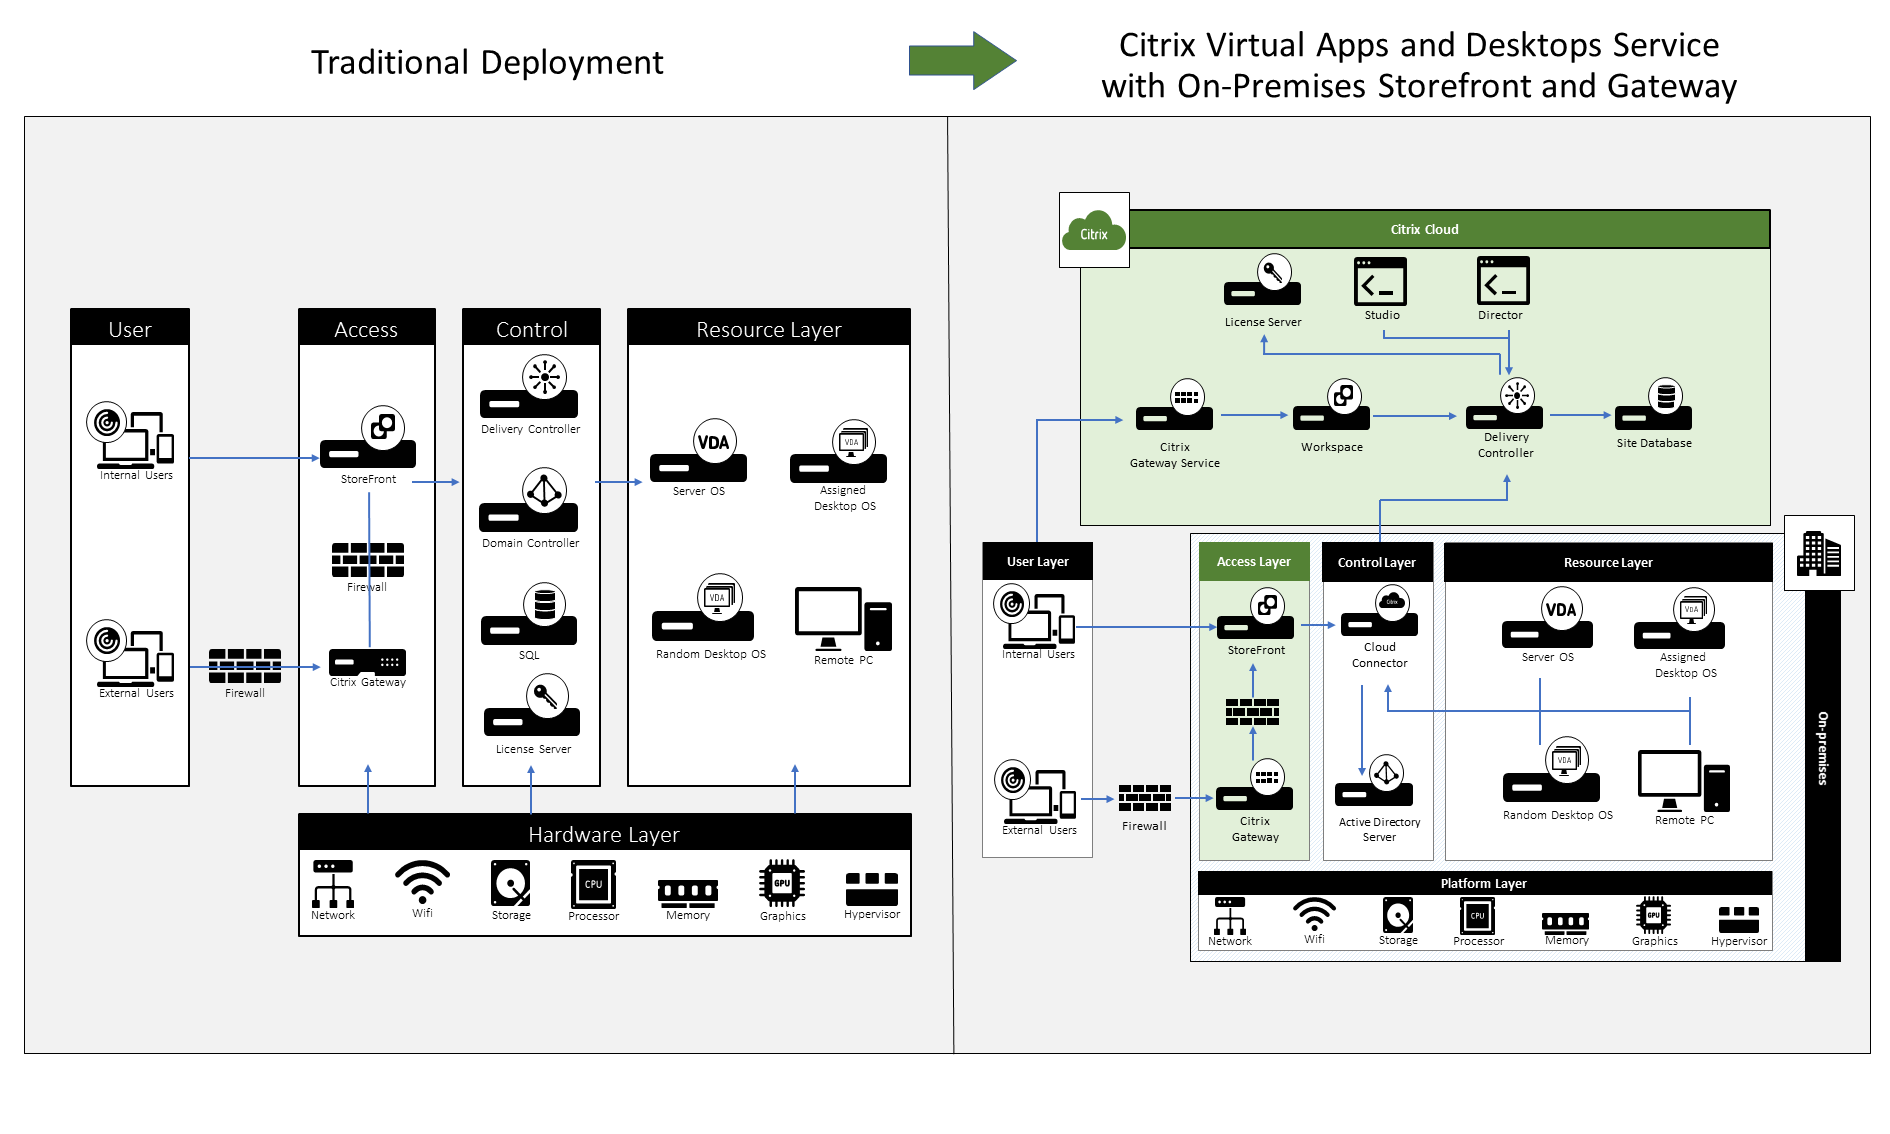 Traditional Deployment
Citrix Virtual Apps and Desktops Service
with On-Premises Storefront and Gateway
User
Internal Users
External Users
Firewall
Access
StoreFront
Firewall
Citrix Gateway
Control
Delivery Controller
Domain Controller
SQL
License Server
Resource Layer
VDA
Server OS
VDA
Assigned
Desktop OS
VDA
Random Desktop OS
Remote PC
Hardware Layer
Network
Wifi
Storage
CPU
Processor
Memory
GPU
Graphics
Hypervisor
Citrix
Citrix Cloud
License Server
Studio
Director
Citrix
Gateway Service
Workspace
Delivery
Controller
Site Database
User Layer
Internal Users
External Users
Firewall
Access Layer
StoreFront
Citrix
Gateway
Control Layer
Citrix
Cloud
Connector
Active Directory
Server
Resource Layer
VDA
Server OS
VDA
Assigned
Desktop OS
VDA
Random Desktop OS
Remote PC
On-premises
Platform Layer
Network
Wifi
Storage
CPU
Processor
Memory
GPU
Graphics
Hypervisor